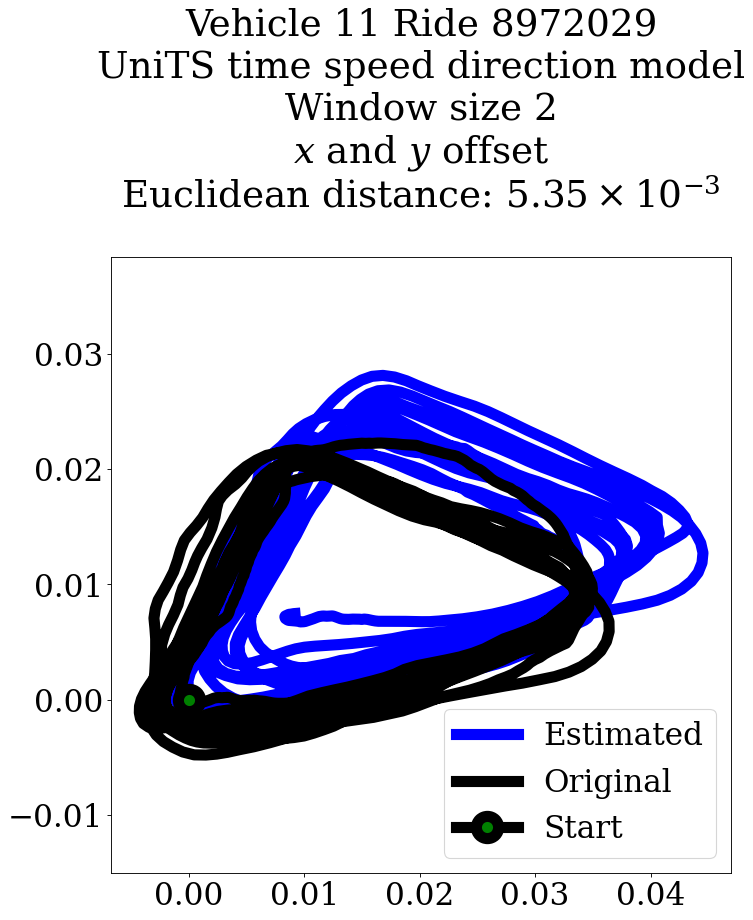 Vehicle 11 Ride 8972029
UniTS time speed direction model
Window size 2
x and y offset
Euclidean distance: 5.35 × 10⁻³
0.03
0.02
0.01
0.00
−0.01
Estimated
Original
Start
0.00 0.01 0.02 0.03 0.04